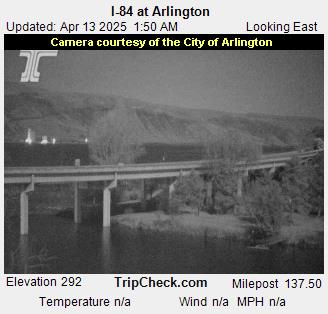 I-84 at Arlington
Updated: Apr 13 2025 1:50 AM Looking East
Camera courtesy of the City of Arlington
Elevation 292 TripCheck.com Milepost 137.50
Temperature n/a Wind n/a MPH n/a